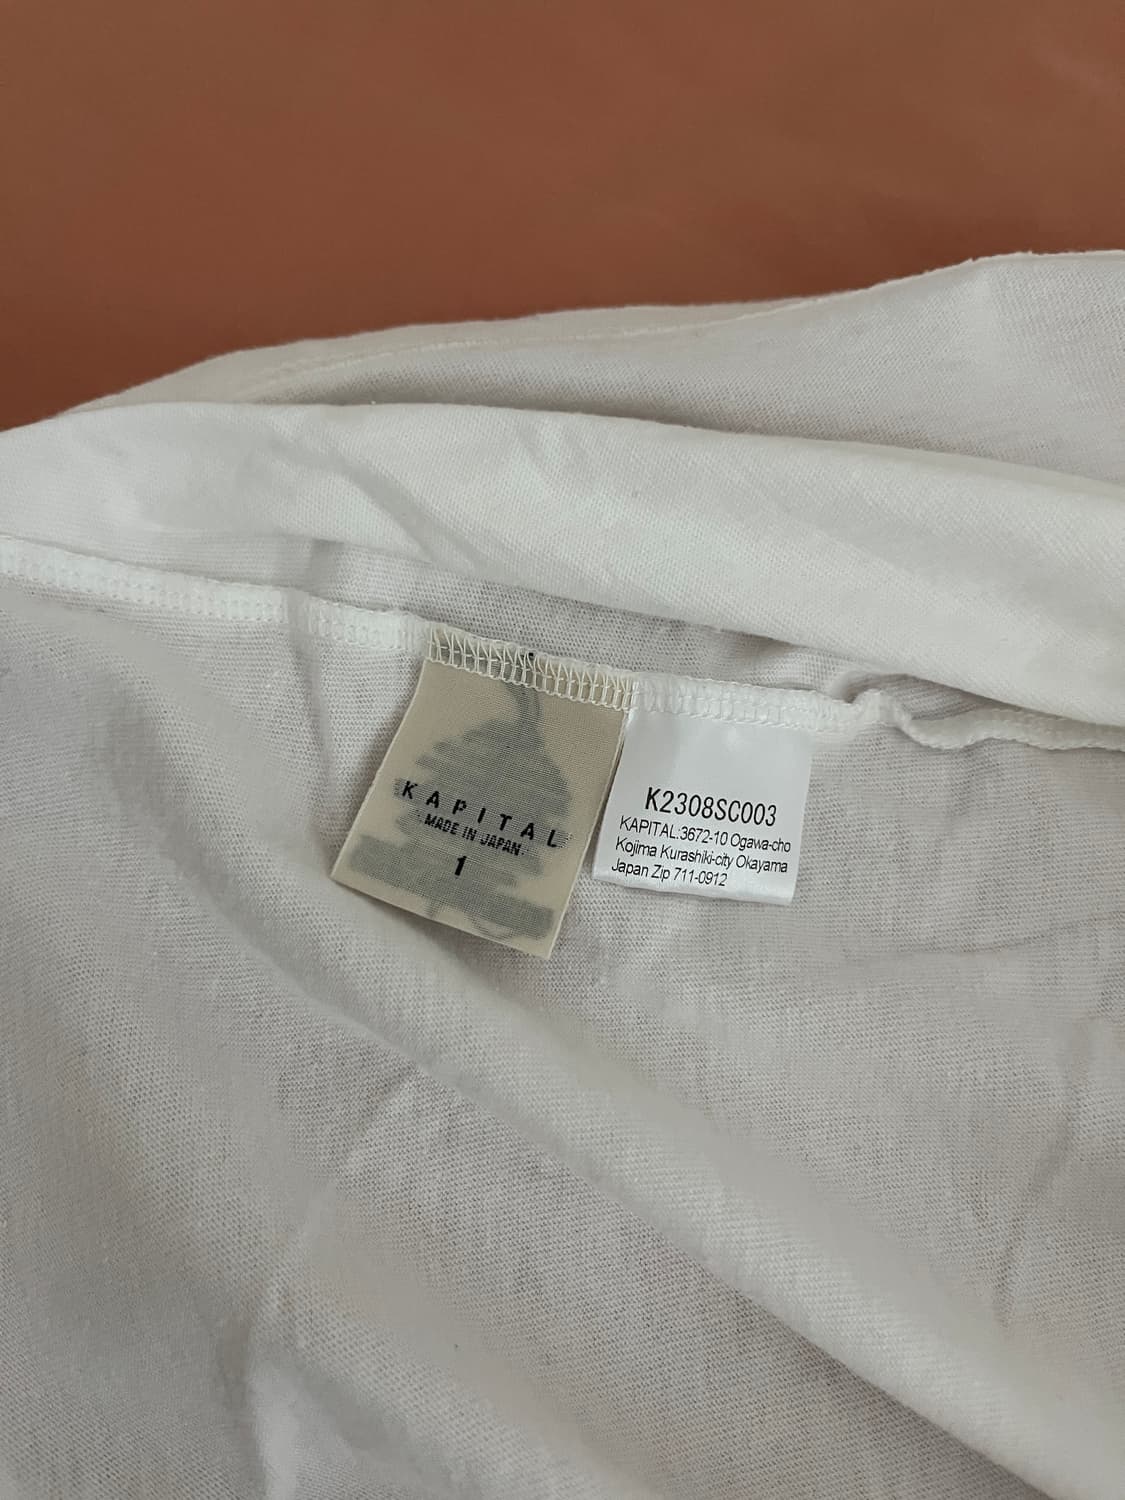 KAPITAL
·MADE IN JAPAN·
1
K2308SC003
KAPITAL:3672-10 Ogawa-cho
Kojima Kurashiki-city Okayama
Japan Zip 711-0912